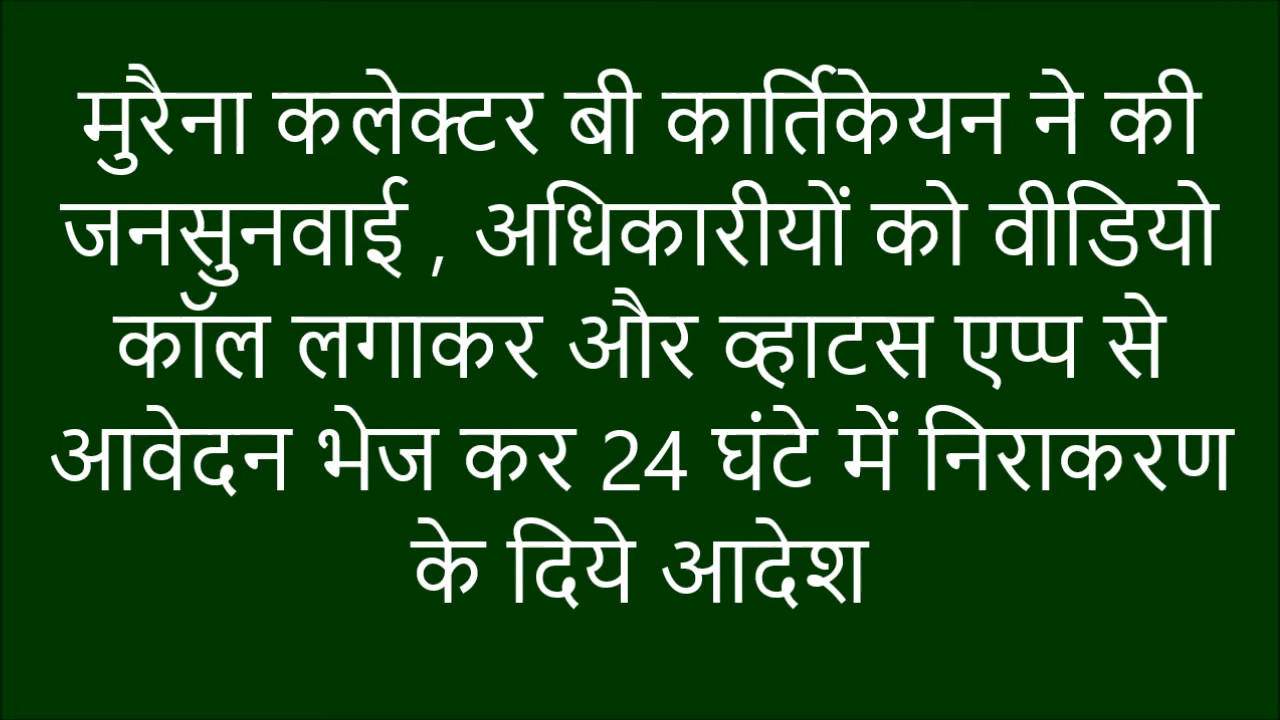 मुरैना कलेक्टर बी कार्तिकेयन ने की
जनसुनवाई , अधिकारीयों को वीडियो
कॉल लगाकर और व्हाटस एप्प से
आवेदन भेज कर 24 घंटे में निराकरण
के दिये आदेश